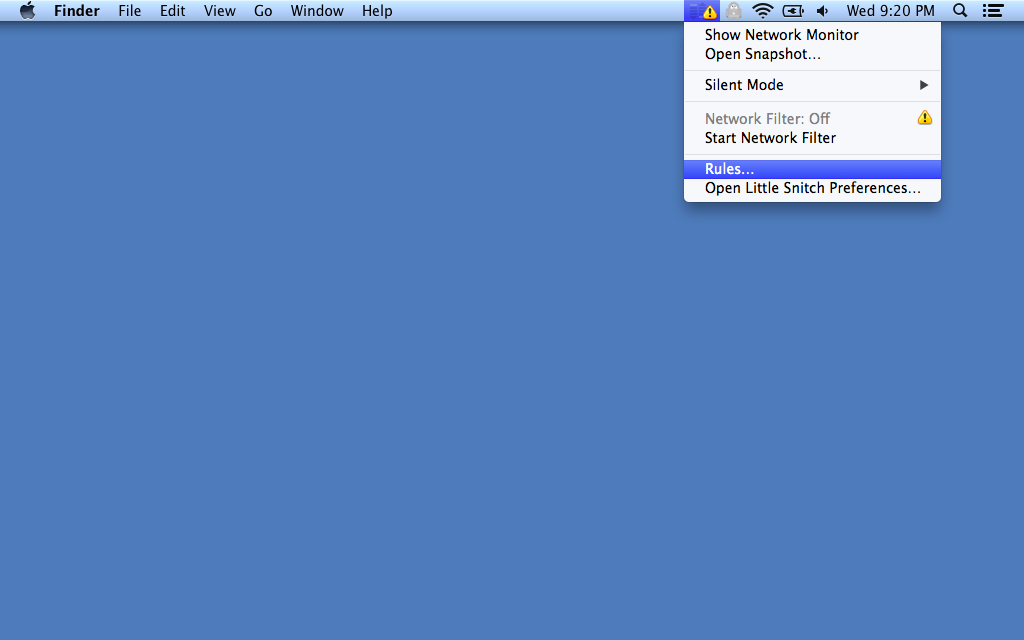 Finder File Edit View Go Window Help Wed 9:20 PM
Show Network Monitor
Open Snapshot...
Silent Mode
Network Filter: Off
Start Network Filter
Rules...
Open Little Snitch Preferences...